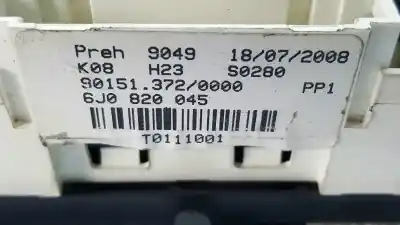 Preh 9049 18/07/2008
K08 H23 S0280
90151.372/0000 PP1
6J0 820 045
T0111001